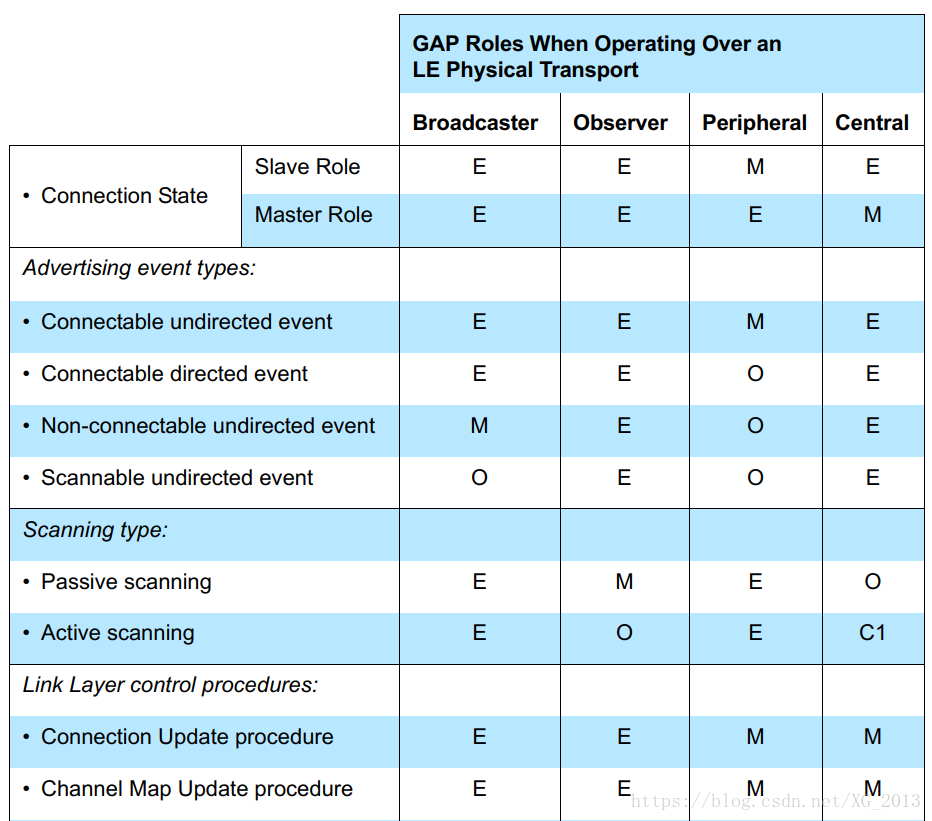 GAP Roles When Operating Over an
LE Physical Transport
Broadcaster Observer Peripheral Central
• Connection State
Slave Role E E M E
Master Role E E E M
Advertising event types:
• Connectable undirected event E E M E
• Connectable directed event E E O E
• Non-connectable undirected event M E O E
• Scannable undirected event O E O E
Scanning type:
• Passive scanning E M E O
• Active scanning E O E C1
Link Layer control procedures:
• Connection Update procedure E E M M
• Channel Map Update procedure E E M M
https://blog.csdn.net/XG_2013